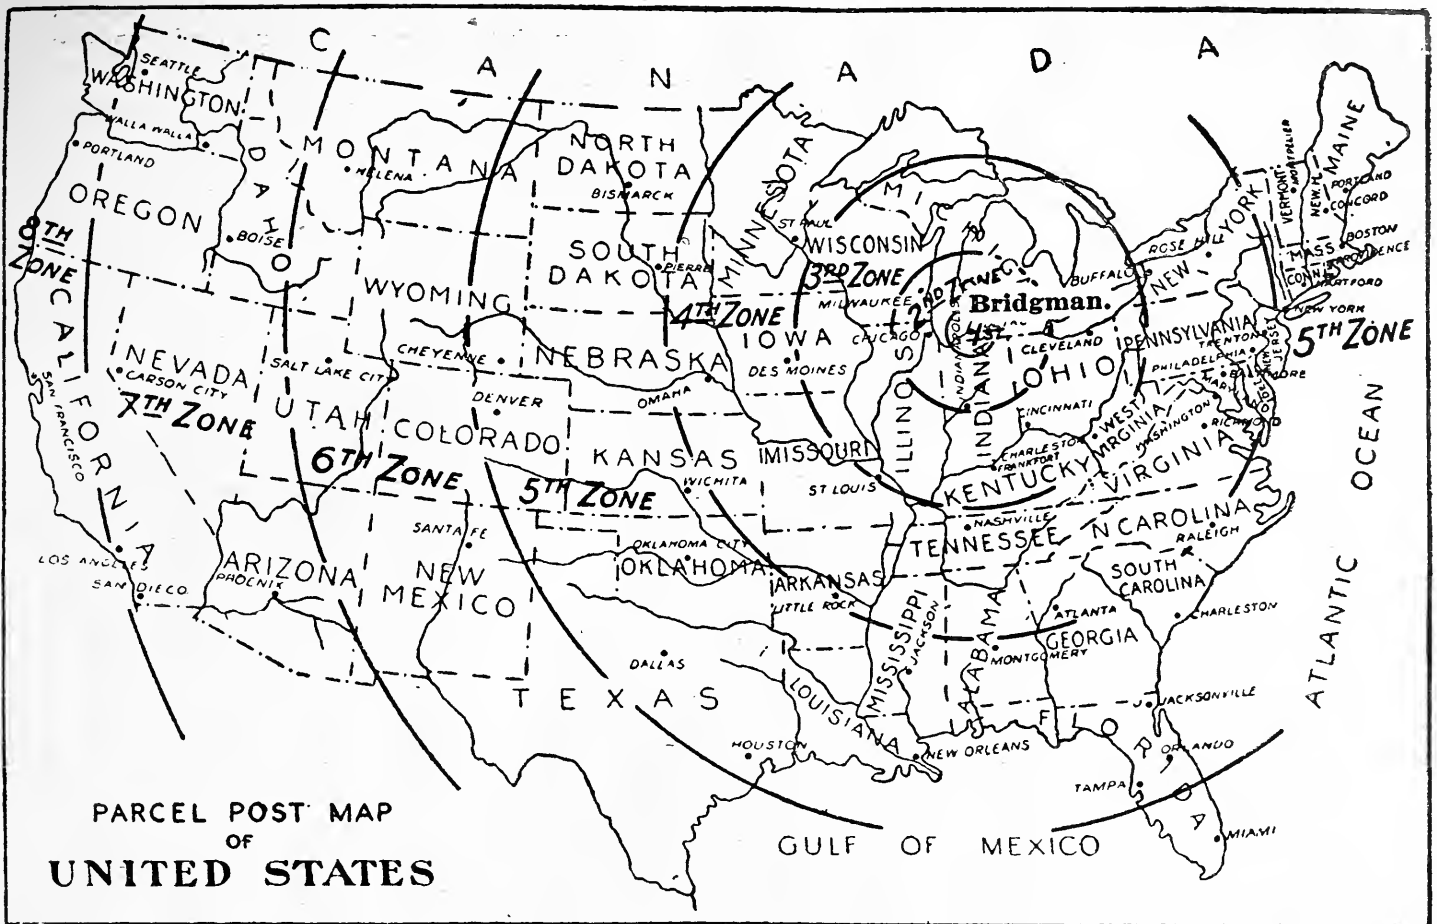 C A N A D A
SEATTLE
WASHINGTON
WALLA WALLA
PORTLAND
OREGON
IDAHO
BOISE
MONTANA
HELENA
NORTH
DAKOTA
BISMARCK
SOUTH
DAKOTA
PIERRE
MINNESOTA
ST PAUL
WISCONSIN
MILWAUKEE
MICH
MAINE
VERMONT
MONTPELIER
NEW H.
PORTLAND
CONCORD
MASS
BOSTON
CONN
PROVIDENCE
HARTFORD
NEW YORK
ROSE HILL
BUFFALO
NEW YORK
8TH
ZONE
CALIFORNIA
SAN FRANCISCO
LOS ANGELES
SAN DIECO
NEVADA
CARSON CITY
7TH ZONE
SALT LAKE CITY
UTAH
WYOMING
CHEYENNE
DENVER
COLORADO
6TH ZONE
NEBRASKA
OMAHA
4TH ZONE
3RD ZONE
2ND ZONE
Bridgman.
1ST
IOWA
DES MOINES
CHICAGO
ILLINOIS
INDIANAPOLIS
INDIANA
CLEVELAND
OHIO
CINCINNATI
PENNSYLVANIA
TRENTON
NEW JERSEY
PHILADELPHIA
BALTIMORE
MARY
5TH ZONE
KANSAS
WICHITA
5TH ZONE
MISSOURI
ST LOUIS
CHARLESTON
FRANKFORT
KENTUCKY
WEST
VIRGINIA
WASHINGTON
RICHMOND
VIRGINIA
ARIZONA
PHOENIX
SANTA FE
NEW
MEXICO
OKLAHOMA CITY
OKLAHOMA
ARKANSAS
LITTLE ROCK
NASHVILLE
TENNESSEE
N CAROLINA
RALEIGH
SOUTH
CAROLINA
CHARLESTON
ATLANTA
GEORGIA
ALABAMA
MONTGOMERY
MISSISSIPPI
JACKSON
DALLAS
TEXAS
HOUSTON
LOUISIANA
NEW ORLEANS
JACKSONVILLE
FLORIDA
ORLANDO
TAMPA
MIAMI
GULF OF MEXICO
ATLANTIC OCEAN
PARCEL POST MAP
OF
UNITED STATES